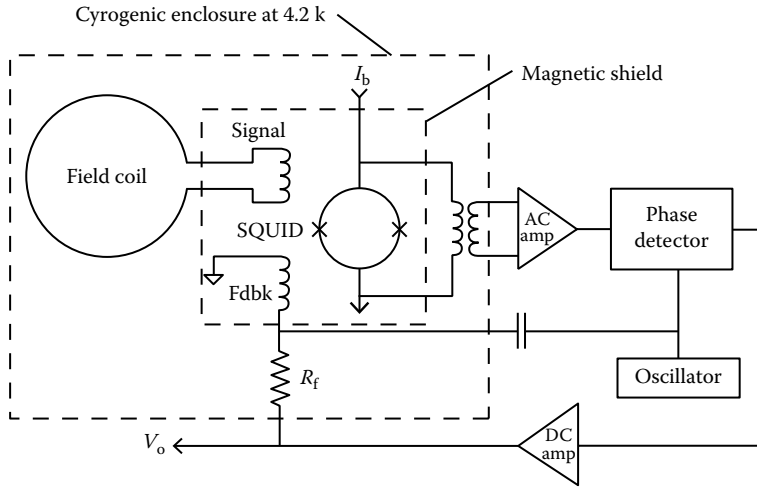 Cyrogenic enclosure at 4.2 k
I_b
Magnetic shield
Signal
Field coil
SQUID
AC
amp
Phase
detector
Fdbk
R_f
Oscillator
V_o
DC
amp